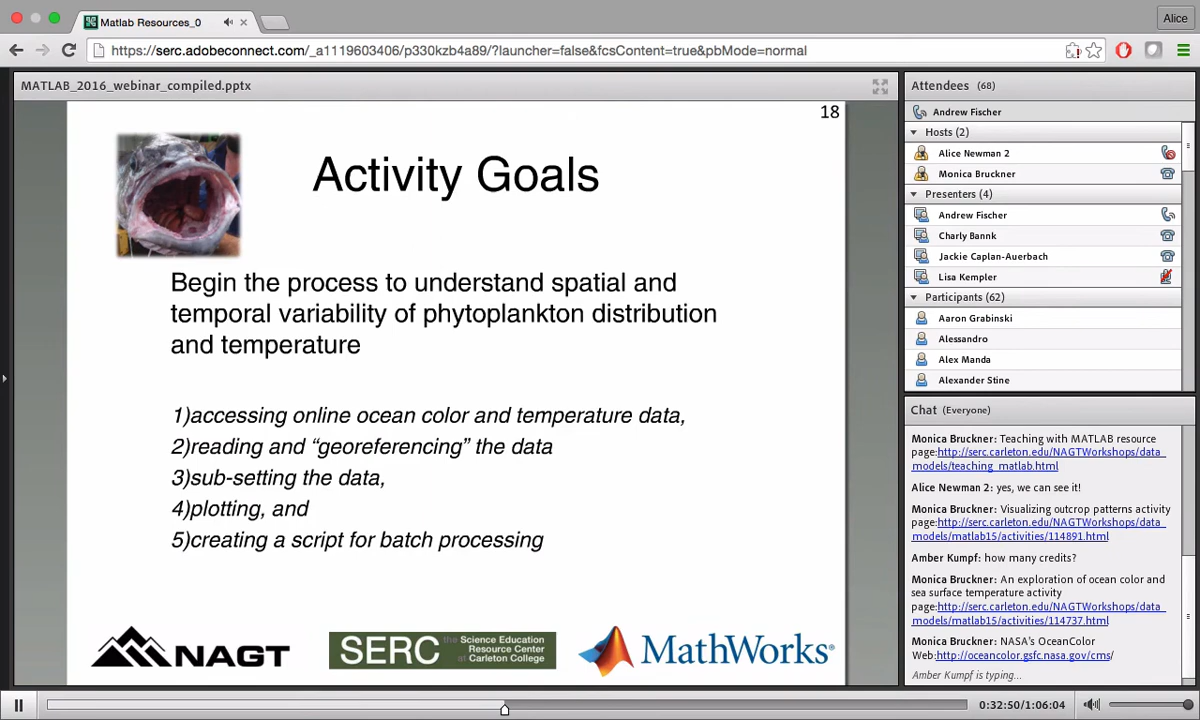 Matlab Resources_0
Alice
https://serc.adobeconnect.com/_a1119603406/p330kzb4a89/?launcher=false&fcsContent=true&pbMode=normal
MATLAB_2016_webinar_compiled.pptx
18
Activity Goals
Begin the process to understand spatial and
temporal variability of phytoplankton distribution
and temperature
1)accessing online ocean color and temperature data,
2)reading and “georeferencing” the data
3)sub-setting the data,
4)plotting, and
5)creating a script for batch processing
NAGT
SERC the Science Education
Resource Center
at Carleton College
MathWorks®
Attendees (68)
Andrew Fischer
Hosts (2)
Alice Newman 2
Monica Bruckner
Presenters (4)
Andrew Fischer
Charly Bannk
Jackie Caplan-Auerbach
Lisa Kempler
Participants (62)
Aaron Grabinski
Alessandro
Alex Manda
Alexander Stine
Chat (Everyone)
Monica Bruckner: Teaching with MATLAB resource
page:http://serc.carleton.edu/NAGTWorkshops/data_
models/teaching_matlab.html
Alice Newman 2: yes, we can see it!
Monica Bruckner: Visualizing outcrop patterns activity
page:http://serc.carleton.edu/NAGTWorkshops/data_
models/matlab15/activities/114891.html
Amber Kumpf: how many credits?
Monica Bruckner: An exploration of ocean color and
sea surface temperature activity
page:http://serc.carleton.edu/NAGTWorkshops/data_
models/matlab15/activities/114737.html
Monica Bruckner: NASA's OceanColor
Web:http://oceancolor.gsfc.nasa.gov/cms/
Amber Kumpf is typing...
0:32:50/1:06:04